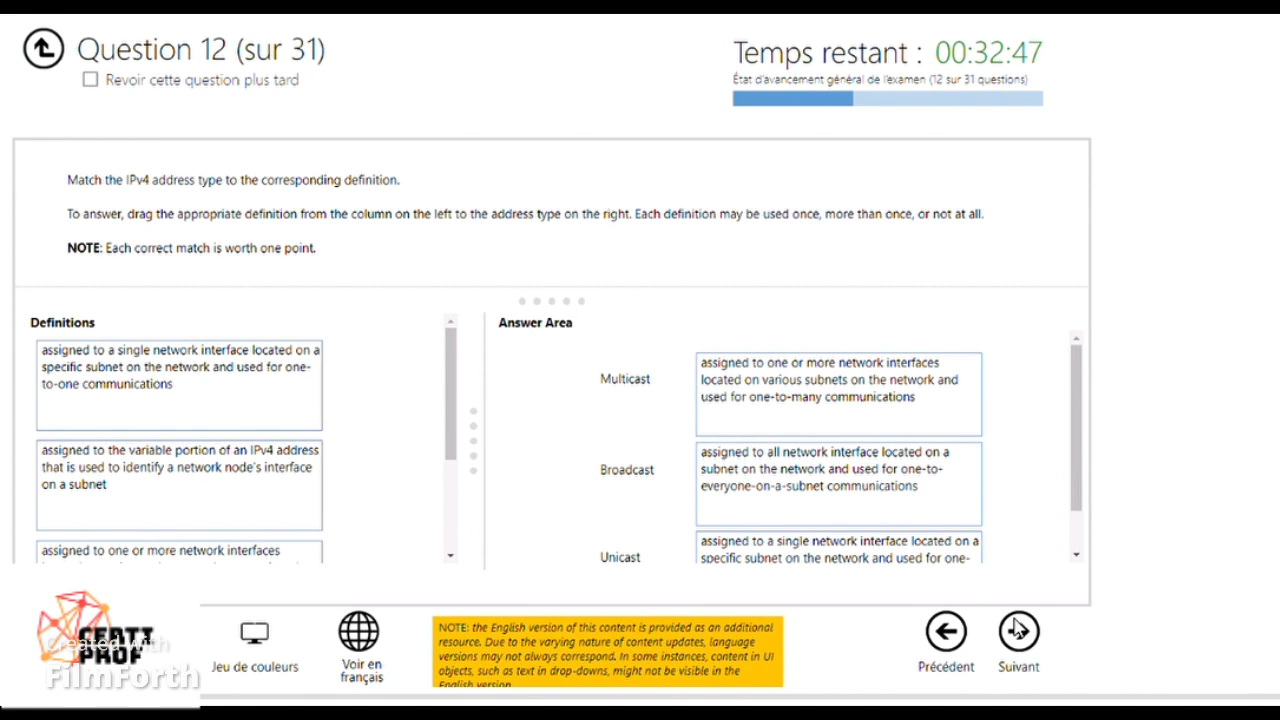 Question 12 (sur 31)
Revoir cette question plus tard
Temps restant : 00:32:47
État d'avancement général de l'examen (12 sur 31 questions)
Match the IPv4 address type to the corresponding definition.
To answer, drag the appropriate definition from the column on the left to the address type on the right. Each definition may be used once, more than once, or not at all.
NOTE: Each correct match is worth one point.
Definitions
assigned to a single network interface located on a
specific subnet on the network and used for one-
to-one communications
assigned to the variable portion of an IPv4 address
that is used to identify a network node's interface
on a subnet
assigned to one or more network interfaces
Answer Area
Multicast
assigned to one or more network interfaces
located on various subnets on the network and
used for one-to-many communications
Broadcast
assigned to all network interface located on a
subnet on the network and used for one-to-
everyone-on-a-subnet communications
Unicast
assigned to a single network interface located on a
specific subnet on the network and used for one-
CERTI
PROF
Created with
FilmForth
Jeu de couleurs
Voir en
français
NOTE: the English version of this content is provided as an additional
resource. Due to the varying nature of content updates, language
versions may not always correspond. In some instances, content in UI
objects, such as text in drop-downs, might not be visible in the
English version.
Précédent
Suivant